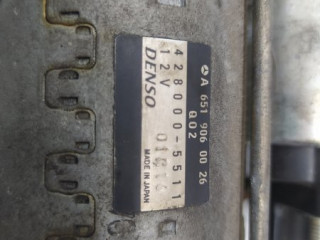 A 651 906 00 26
Q02
428000-5511
12V
DENSO
MADE IN JAPAN